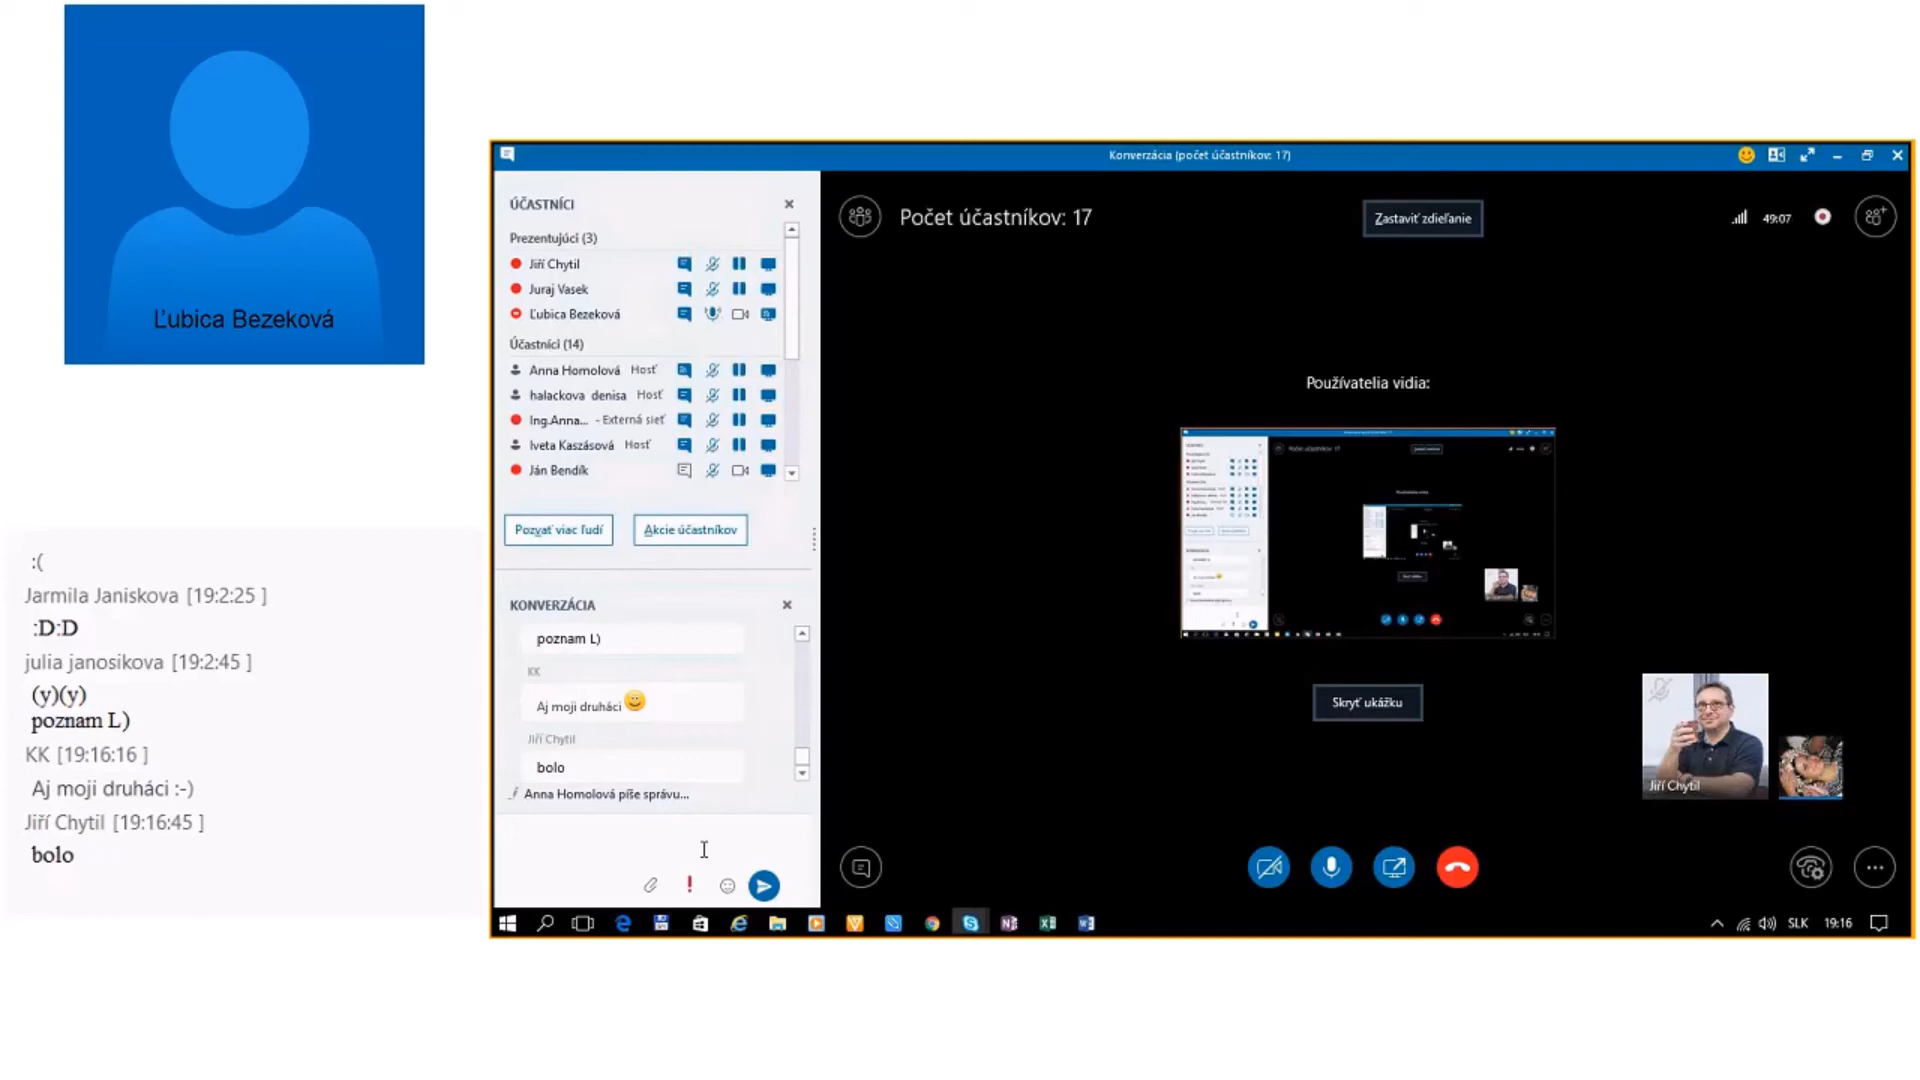 Ľubica Bezeková
:(
Jarmila Janiskova [19:2:25 ]
:D:D
julia janosikova [19:2:45 ]
(y)(y)
poznam L)
KK [19:16:16 ]
Aj moji druháci :-)
Jiří Chytil [19:16:45 ]
bolo
Konverzácia (počet účastníkov: 17)
ÚČASTNÍCI
Prezentujúci (3)
Jiří Chytil
Juraj Vasek
Ľubica Bezeková
Účastníci (14)
Anna Homolová Hosť
halackova denisa Hosť
Ing.Anna... - Externá sieť
Iveta Kaszásová Hosť
Ján Bendík
Pozvať viac ľudí
Akcie účastníkov
KONVERZÁCIA
poznam L)
KK
Aj moji druháci
Jiří Chytil
bolo
Anna Homolová píše správu...
Počet účastníkov: 17
Zastaviť zdieľanie
49:07
Používatelia vidia:
Skryť ukážku
Jiří Chytil
SLK
19:16